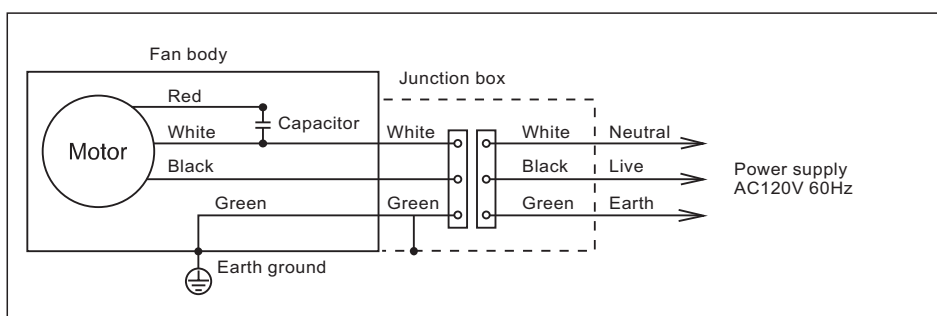 Fan body
Junction box
Red
Capacitor
White White White Neutral
Motor
Black Black Live
Power supply
AC120V 60Hz
Green Green Green Earth
Earth ground